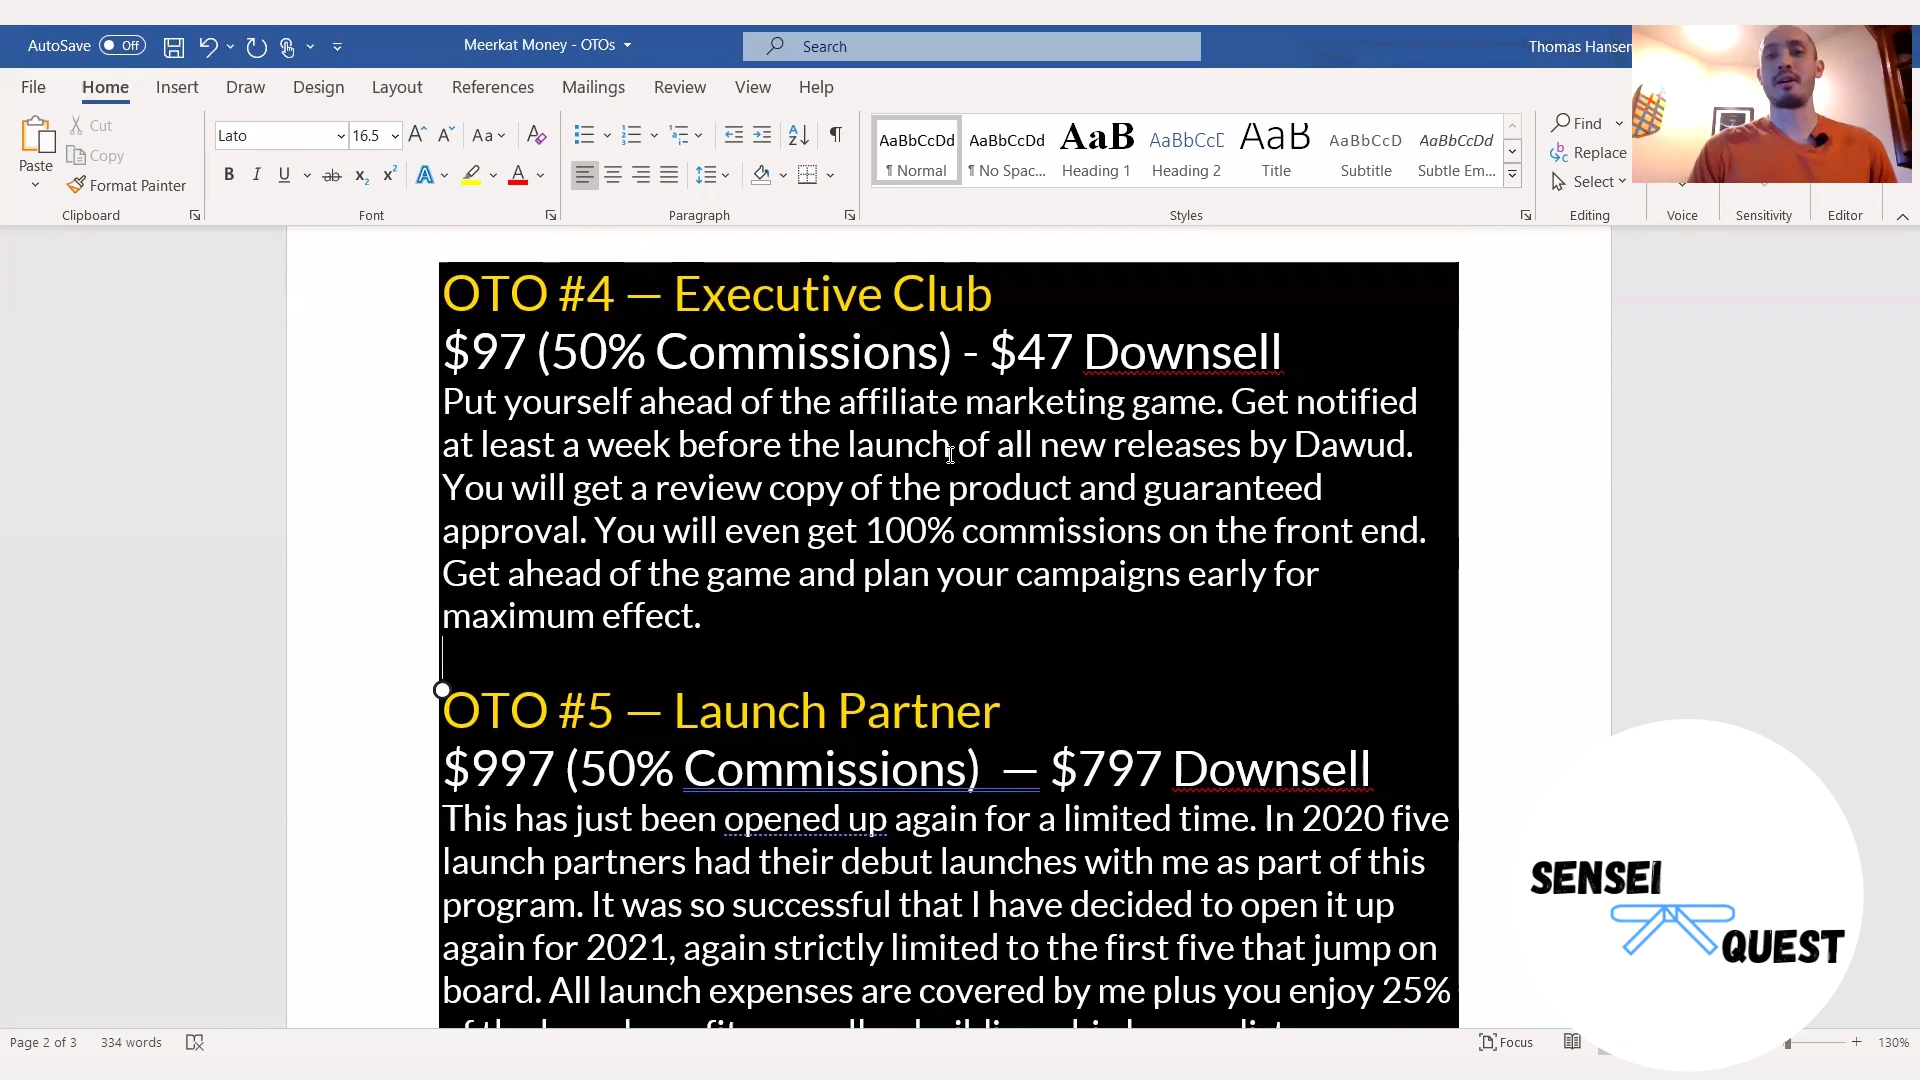 AutoSave Off
Meerkat Money - OTOs
Search
Thomas Hansen
File Home Insert Draw Design Layout References Mailings Review View Help
Paste
Cut
Copy
Format Painter
Clipboard
Lato 16.5
Font
Paragraph
AaBbCcDd AaBbCcDd AaB AaBbCcD AaB AaBbCcD AaBbCcDd
¶ Normal ¶ No Spac... Heading 1 Heading 2 Title Subtitle Subtle Em...
Styles
Find
Replace
Select
Editing
Voice
Sensitivity
Editor
OTO #4 — Executive Club
$97 (50% Commissions) - $47 Downsell
Put yourself ahead of the affiliate marketing game. Get notified
at least a week before the launch of all new releases by Dawud.
You will get a review copy of the product and guaranteed
approval. You will even get 100% commissions on the front end.
Get ahead of the game and plan your campaigns early for
maximum effect.
OTO #5 — Launch Partner
$997 (50% Commissions) — $797 Downsell
This has just been opened up again for a limited time. In 2020 five
launch partners had their debut launches with me as part of this
program. It was so successful that I have decided to open it up
again for 2021, again strictly limited to the first five that jump on
board. All launch expenses are covered by me plus you enjoy 25%
SENSEI
QUEST
Page 2 of 3 334 words
Focus
130%